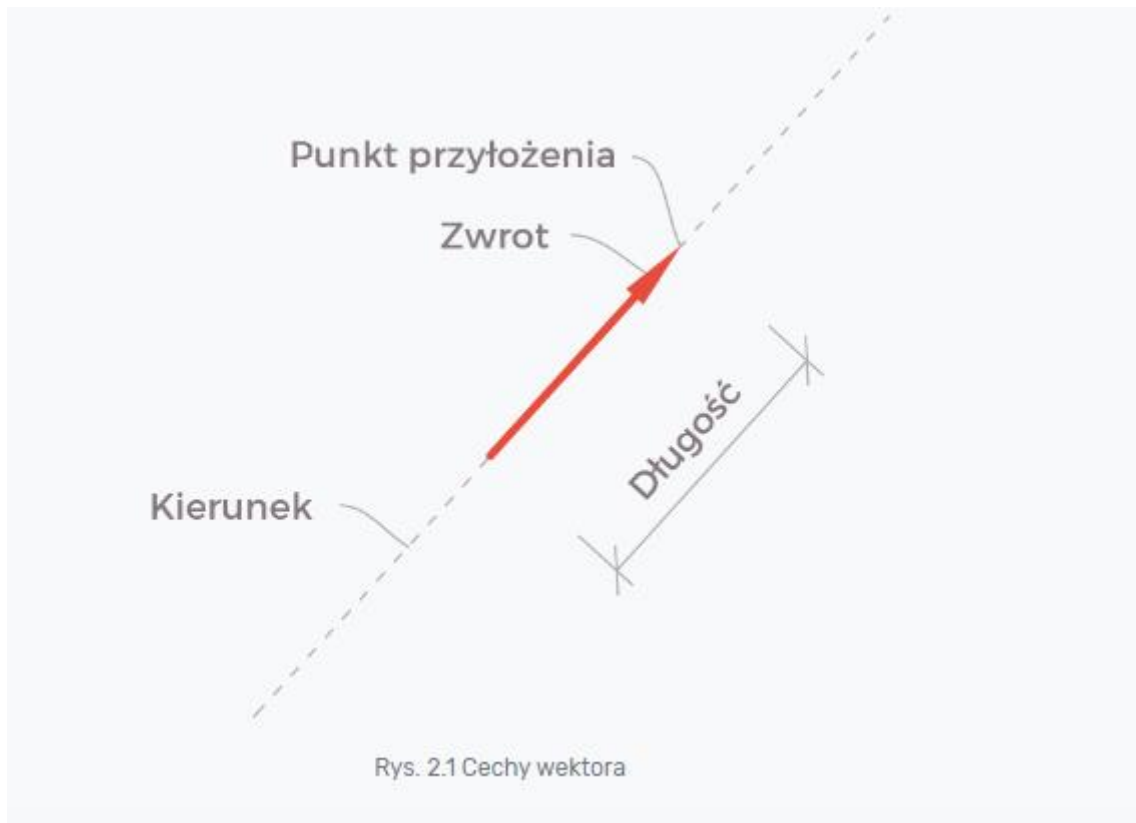 Punkt przyłożenia
Zwrot
Długość
Kierunek
Rys. 2.1 Cechy wektora